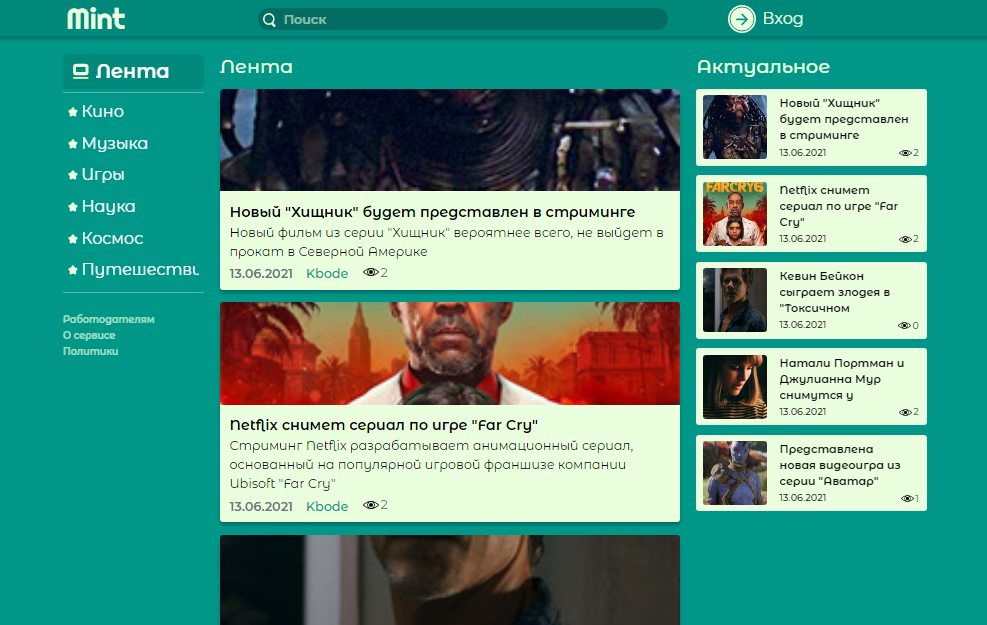 Mint
Поиск
Вход
Лента
Кино
Музыка
Игры
Наука
Космос
Путешестви
Работодателям
О сервисе
Политики
Лента
Новый "Хищник" будет представлен в стриминге
Новый фильм из серии "Хищник" вероятнее всего, не выйдет в
прокат в Северной Америке
13.06.2021 Kbode 2
Netflix снимет сериал по игре "Far Cry"
Стриминг Netflix разрабатывает анимационный сериал,
основанный на популярной игровой франшизе компании
Ubisoft "Far Cry"
13.06.2021 Kbode 2
Актуальное
Новый "Хищник"
будет представлен
в стриминге
13.06.2021 2
FARCRY6
Netflix снимет
сериал по игре "Far
Cry"
13.06.2021 2
Кевин Бейкон
сыграет злодея в
"Токсичном
13.06.2021 0
Натали Портман и
Джулианна Мур
снимутся у
13.06.2021 2
Представлена
новая видеоигра из
серии "Аватар"
13.06.2021 1